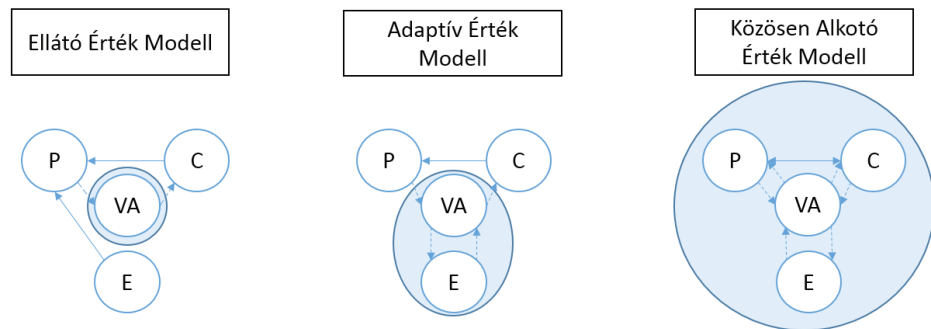 Ellátó Érték Modell
Adaptív Érték
Modell
Közösen Alkotó
Érték Modell
P
C
VA
E
P
C
VA
E
P
C
VA
E